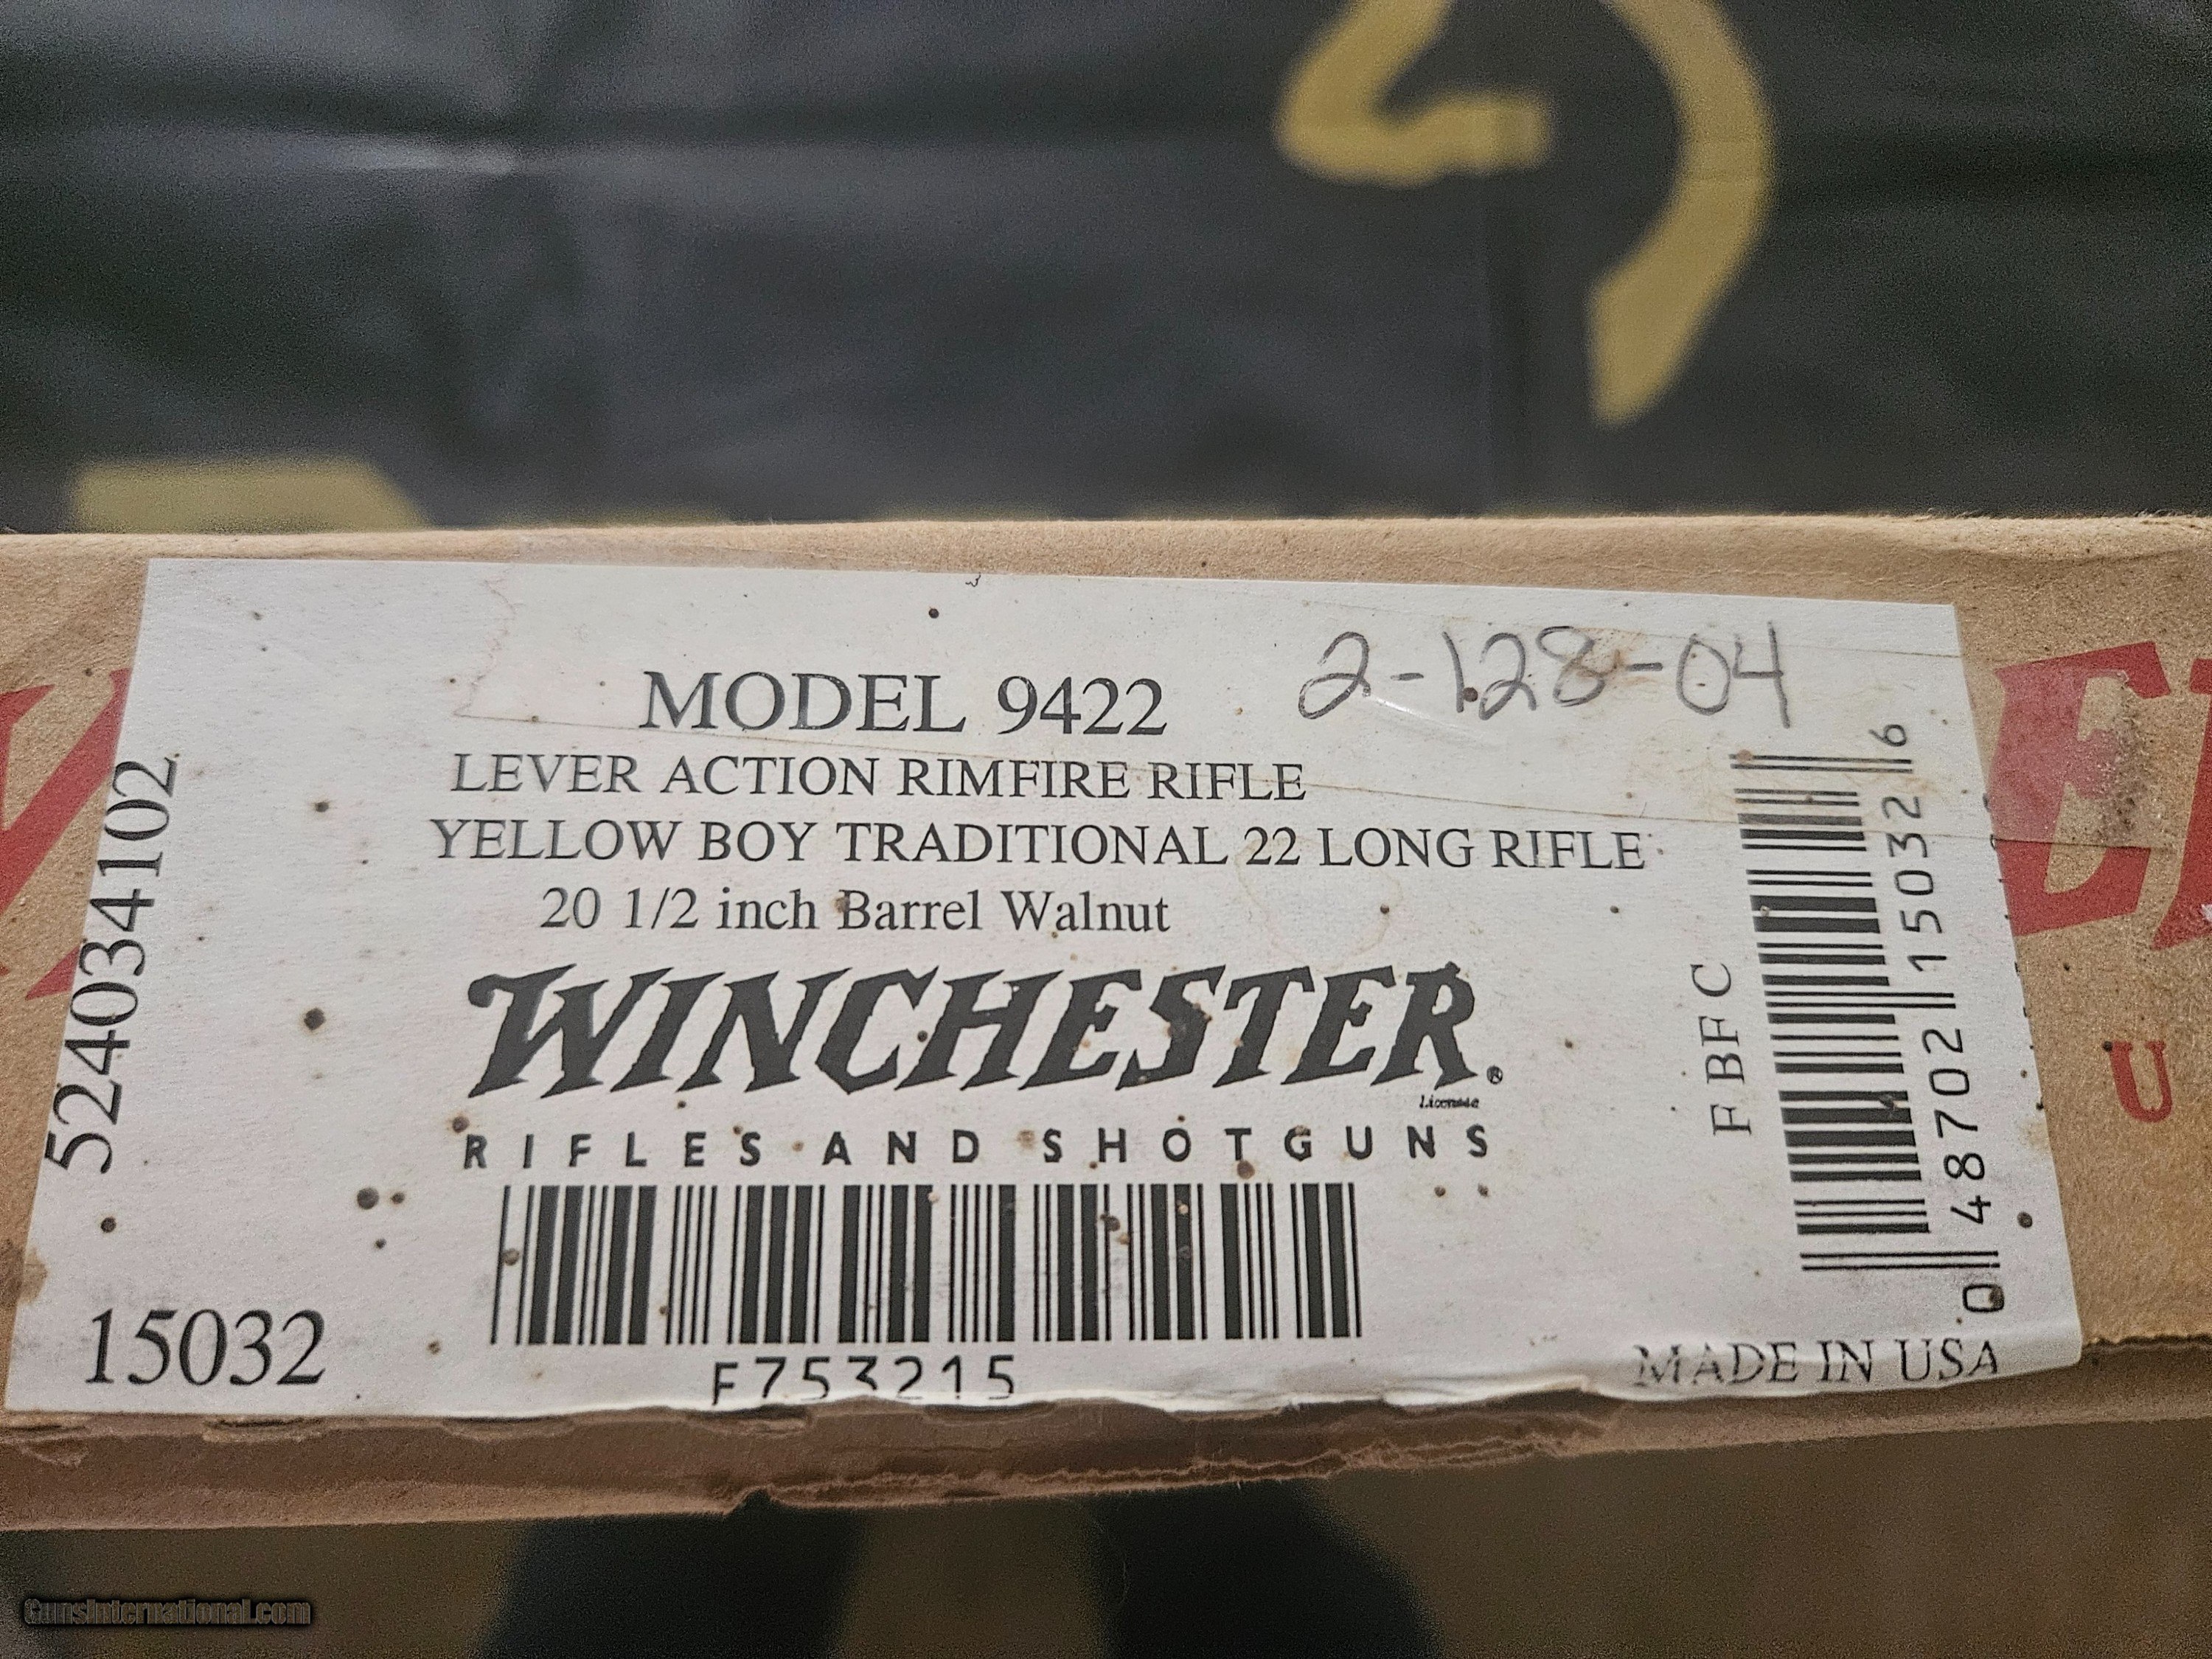 MODEL 9422
2-128-04
LEVER ACTION RIMFIRE RIFLE
YELLOW BOY TRADITIONAL 22 LONG RIFLE
20 1/2 inch Barrel Walnut
WINCHESTER®
License
RIFLES AND SHOTGUNS
F753215
524034102
15032
F BF C
0 48702 15032 6
MADE IN USA
U
GunsInternational.com